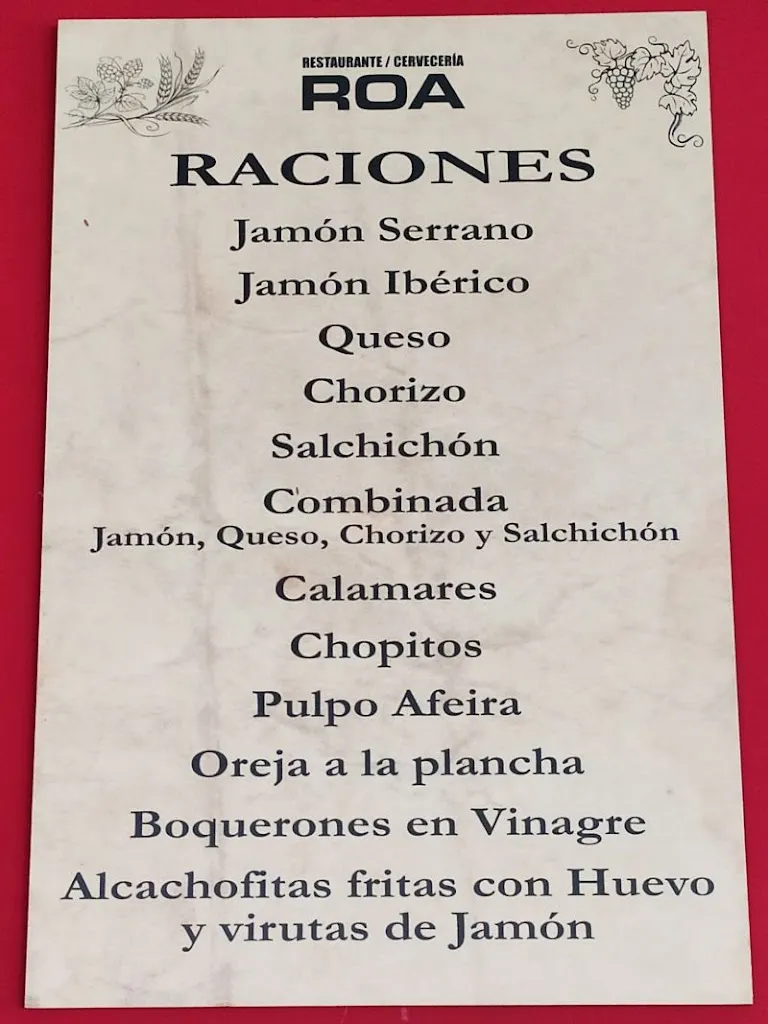 RESTAURANTE / CERVECERÍA
ROA
RACIONES
Jamón Serrano
Jamón Ibérico
Queso
Chorizo
Salchichón
Combinada
Jamón, Queso, Chorizo y Salchichón
Calamares
Chopitos
Pulpo Afeira
Oreja a la plancha
Boquerones en Vinagre
Alcachofitas fritas con Huevo
y virutas de Jamón